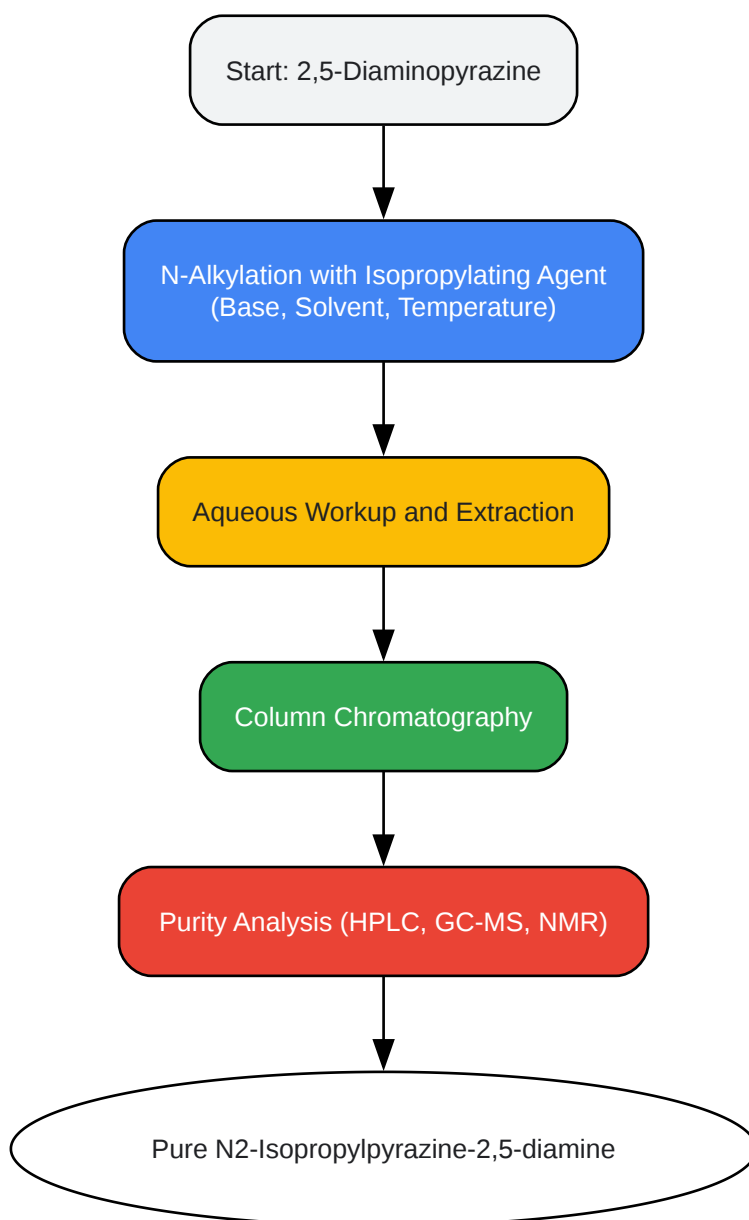 Start: 2,5-Diaminopyrazine
N-Alkylation with Isopropylating Agent
(Base, Solvent, Temperature)
Aqueous Workup and Extraction
Column Chromatography
Purity Analysis (HPLC, GC-MS, NMR)
Pure N2-Isopropylpyrazine-2,5-diamine